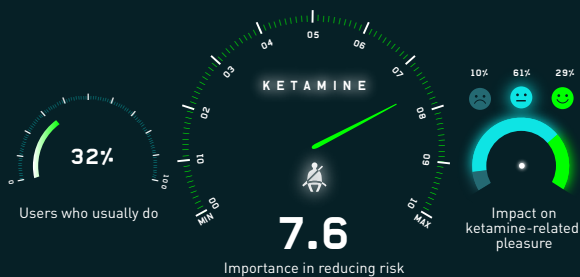 KETAMINE
00
01
02
03
04
05
06
07
08
09
10
MIN
MAX
7.6
Importance in reducing risk
0
100
32%
Users who usually do
10%
61%
29%
Impact on
ketamine-related
pleasure